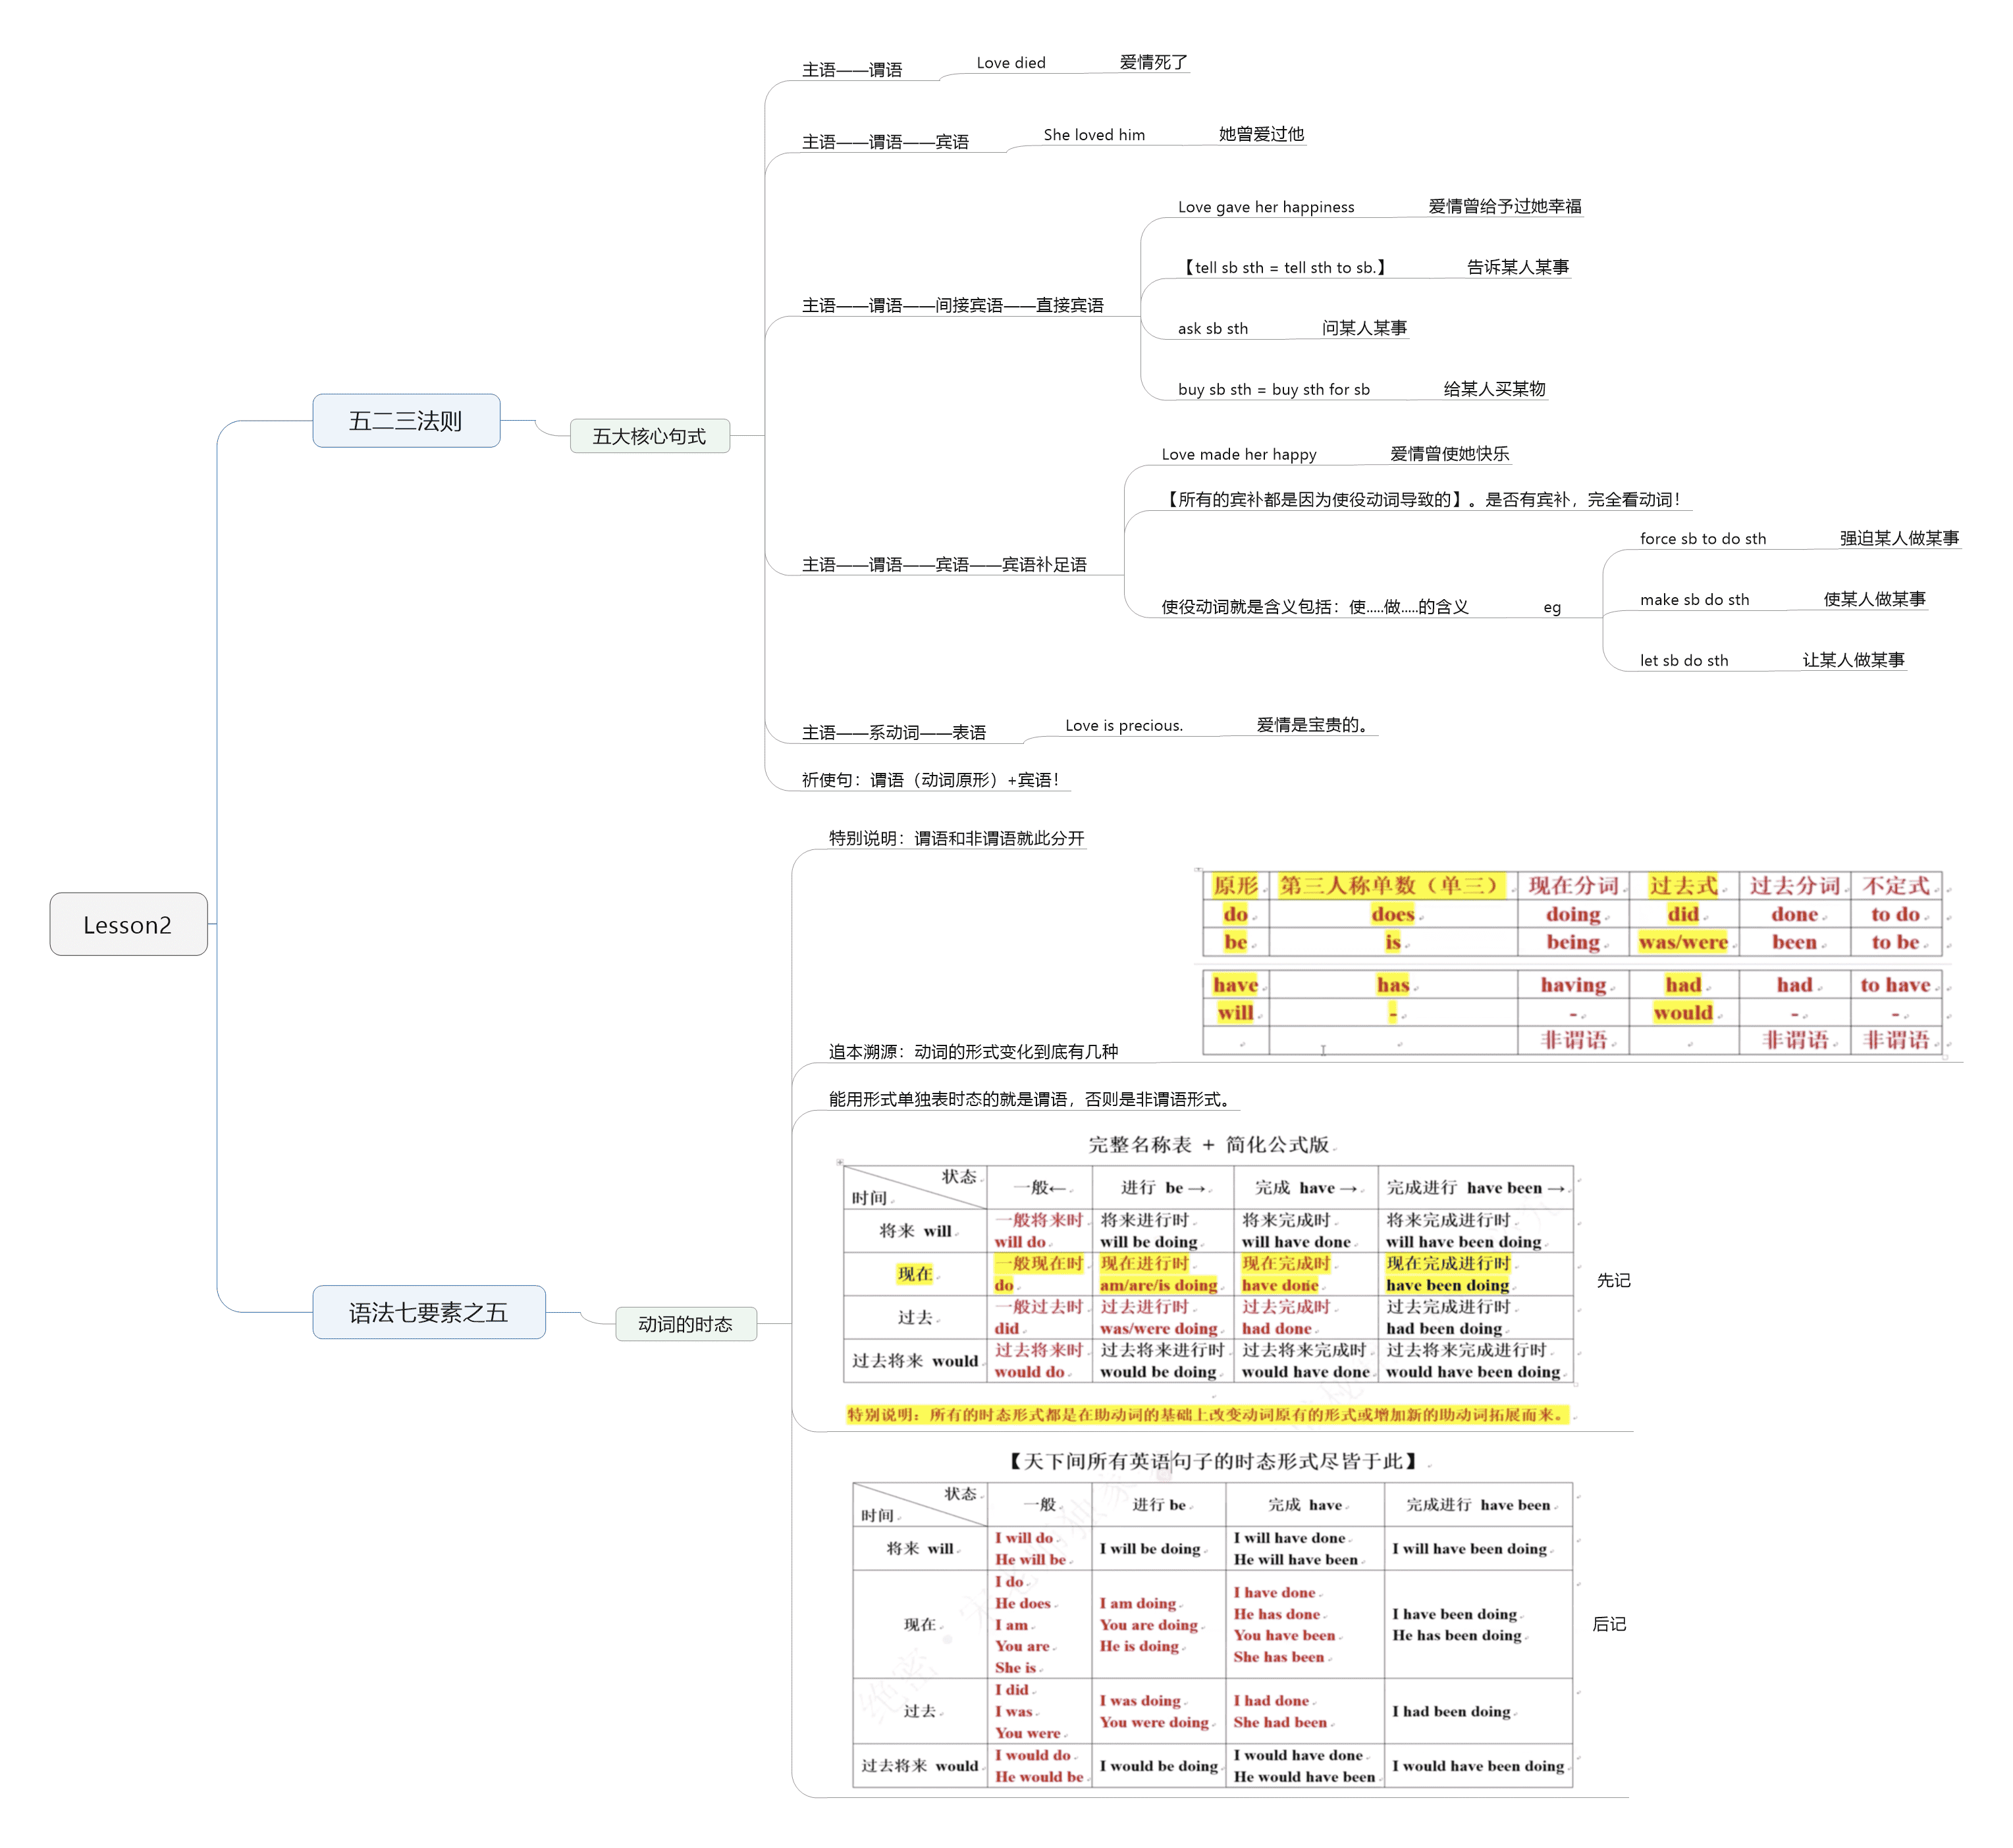 Lesson2
五二三法则
五大核心句式
主语——谓语
Love died
爱情死了
主语——谓语——宾语
She loved him
她曾爱过他
主语——谓语——间接宾语——直接宾语
Love gave her happiness
爱情曾给予过她幸福
【tell sb sth = tell sth to sb.】
告诉某人某事
ask sb sth
问某人某事
buy sb sth = buy sth for sb
给某人买某物
主语——谓语——宾语——宾语补足语
Love made her happy
爱情曾使她快乐
【所有的宾补都是因为使役动词导致的】。是否有宾补，完全看动词！
使役动词就是含义包括：使.....做.....的含义
eg
force sb to do sth
强迫某人做某事
make sb do sth
使某人做某事
let sb do sth
让某人做某事
主语——系动词——表语
Love is precious.
爱情是宝贵的。
祈使句：谓语（动词原形）+宾语！
语法七要素之五
动词的时态
特别说明：谓语和非谓语就此分开
追本溯源：动词的形式变化到底有几种
原形 第三人称单数（单三） 现在分词 过去式 过去分词 不定式
do does doing did done to do
be is being was/were been to be
have has having had had to have
will - - would - -
非谓语 非谓语 非谓语
能用形式单独表时态的就是谓语，否则是非谓语形式。
完整名称表 + 简化公式版
状态
时间
一般← 进行 be → 完成 have → 完成进行 have been →
将来 will
一般将来时 将来进行时 将来完成时 将来完成进行时
will do will be doing will have done will have been doing
现在
一般现在时 现在进行时 现在完成时 现在完成进行时
do am/are/is doing have done have been doing
过去
一般过去时 过去进行时 过去完成时 过去完成进行时
did was/were doing had done had been doing
过去将来 would
过去将来时 过去将来进行时 过去将来完成时 过去将来完成进行时
would do would be doing would have done would have been doing
特别说明：所有的时态形式都是在助动词的基础上改变动词原有的形式或增加新的助动词拓展而来。
先记
【天下间所有英语句子的时态形式尽皆于此】
状态
时间
一般 进行 be 完成 have 完成进行 have been
将来 will
I will do
He will be
I will be doing
I will have done
He will have been
I will have been doing
现在
I do
He does
I am
You are
She is
I am doing
You are doing
He is doing
I have done
He has done
You have been
She has been
I have been doing
He has been doing
过去
I did
I was
You were
I was doing
You were doing
I had done
She had been
I had been doing
过去将来 would
I would do
He would be
I would be doing
I would have done
He would have been
I would have been doing
后记